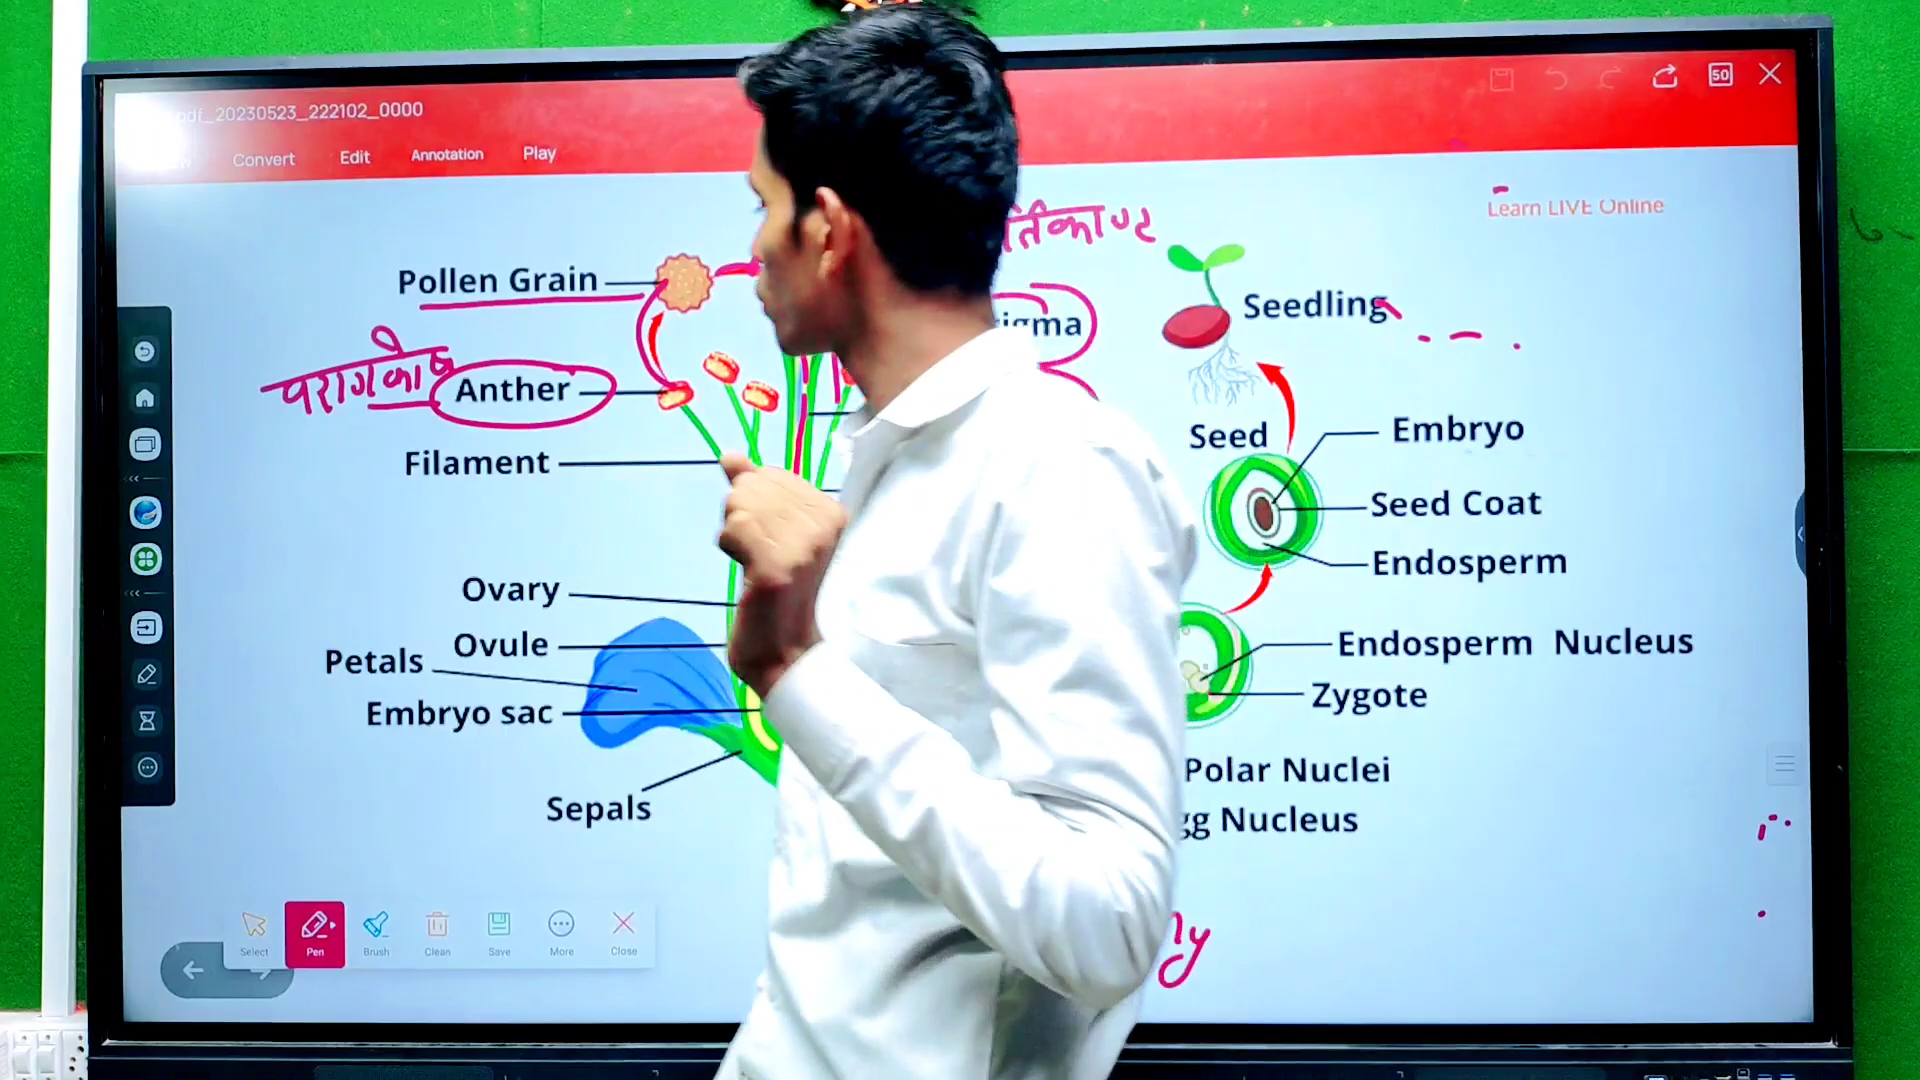 pdf_20230523_222102_0000
Convert Edit Annotation Play
50
Learn LIVE Online
Pollen Grain
परागकोष
Anther
Filament
Ovary
Ovule
Petals
Embryo sac
Sepals
Seedling
Seed
Embryo
Seed Coat
Endosperm
Endosperm Nucleus
Zygote
Polar Nuclei
Nucleus
Select Pen Brush Clean Save More Close